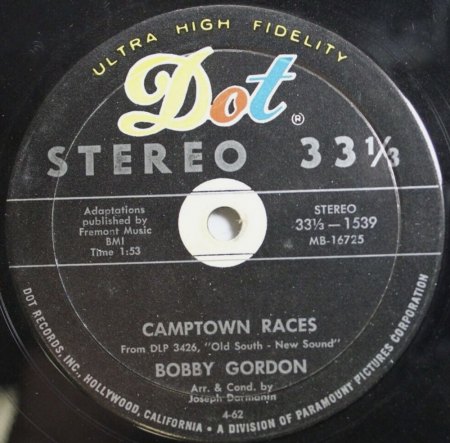 ULTRA HIGH FIDELITY
Dot ®
STEREO 33⅓
Adaptations
published by
Fremont Music
BMI
Time 1:53
STEREO
33⅓—1539
MB-16725
CAMPTOWN RACES
From DLP 3426, "Old South - New Sound"
BOBBY GORDON
Arr. & Cond. by
Joseph Darmanin
4-62
DOT RECORDS, INC., HOLLYWOOD, CALIFORNIA • A DIVISION OF PARAMOUNT PICTURES CORPORATION